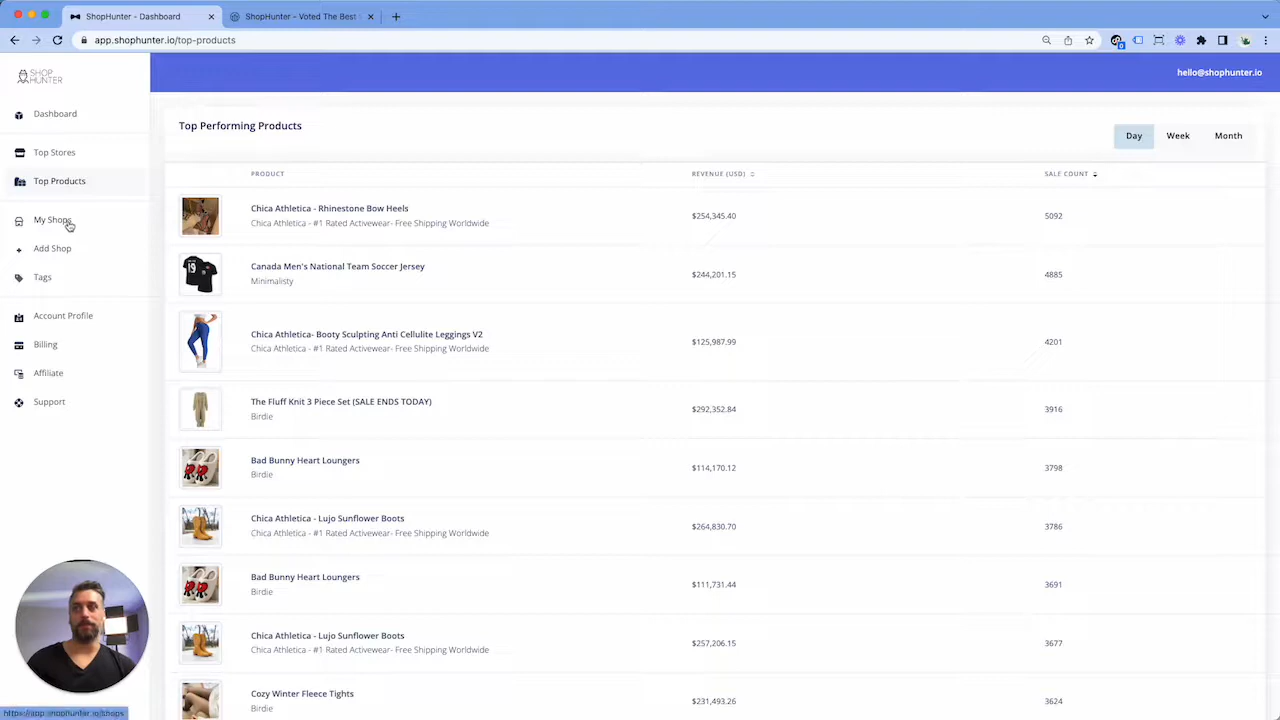 ShopHunter - Dashboard
ShopHunter - Voted The Best
app.shophunter.io/top-products
SHOP
HUNTER
hello@shophunter.io
Dashboard
Top Stores
Top Products
My Shops
Add Shop
Tags
Account Profile
Billing
Affiliate
Support
Top Performing Products
Day Week Month
PRODUCT REVENUE (USD) SALE COUNT
Chica Athletica - Rhinestone Bow Heels
Chica Athletica - #1 Rated Activewear- Free Shipping Worldwide
$254,345.40 5092
Canada Men's National Team Soccer Jersey
Minimalisty
$244,201.15 4885
Chica Athletica- Booty Sculpting Anti Cellulite Leggings V2
Chica Athletica - #1 Rated Activewear- Free Shipping Worldwide
$125,987.99 4201
The Fluff Knit 3 Piece Set (SALE ENDS TODAY)
Birdie
$292,352.84 3916
Bad Bunny Heart Loungers
Birdie
$114,170.12 3798
Chica Athletica - Lujo Sunflower Boots
Chica Athletica - #1 Rated Activewear- Free Shipping Worldwide
$264,830.70 3786
Bad Bunny Heart Loungers
Birdie
$111,731.44 3691
Chica Athletica - Lujo Sunflower Boots
Chica Athletica - #1 Rated Activewear- Free Shipping Worldwide
$257,206.15 3677
Cozy Winter Fleece Tights
Birdie
$231,493.26 3624
https://app.shophunter.io/shops